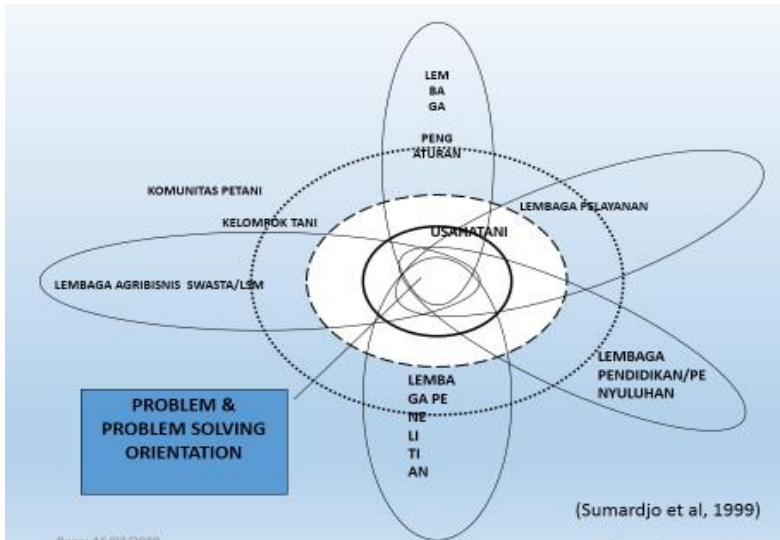 LEM
BA
GA
PENG
ATURAN
KOMUNITAS PETANI
LEMBAGA PELAYANAN
KELOMPOK TANI
USAHATANI
LEMBAGA AGRIBISNIS SWASTA/LSM
LEMBAGA
PENDIDIKAN/PE
NYULUHAN
LEMBA
GA PE
NE
LI
TI
AN
PROBLEM &
PROBLEM SOLVING
ORIENTATION
(Sumardjo et al, 1999)